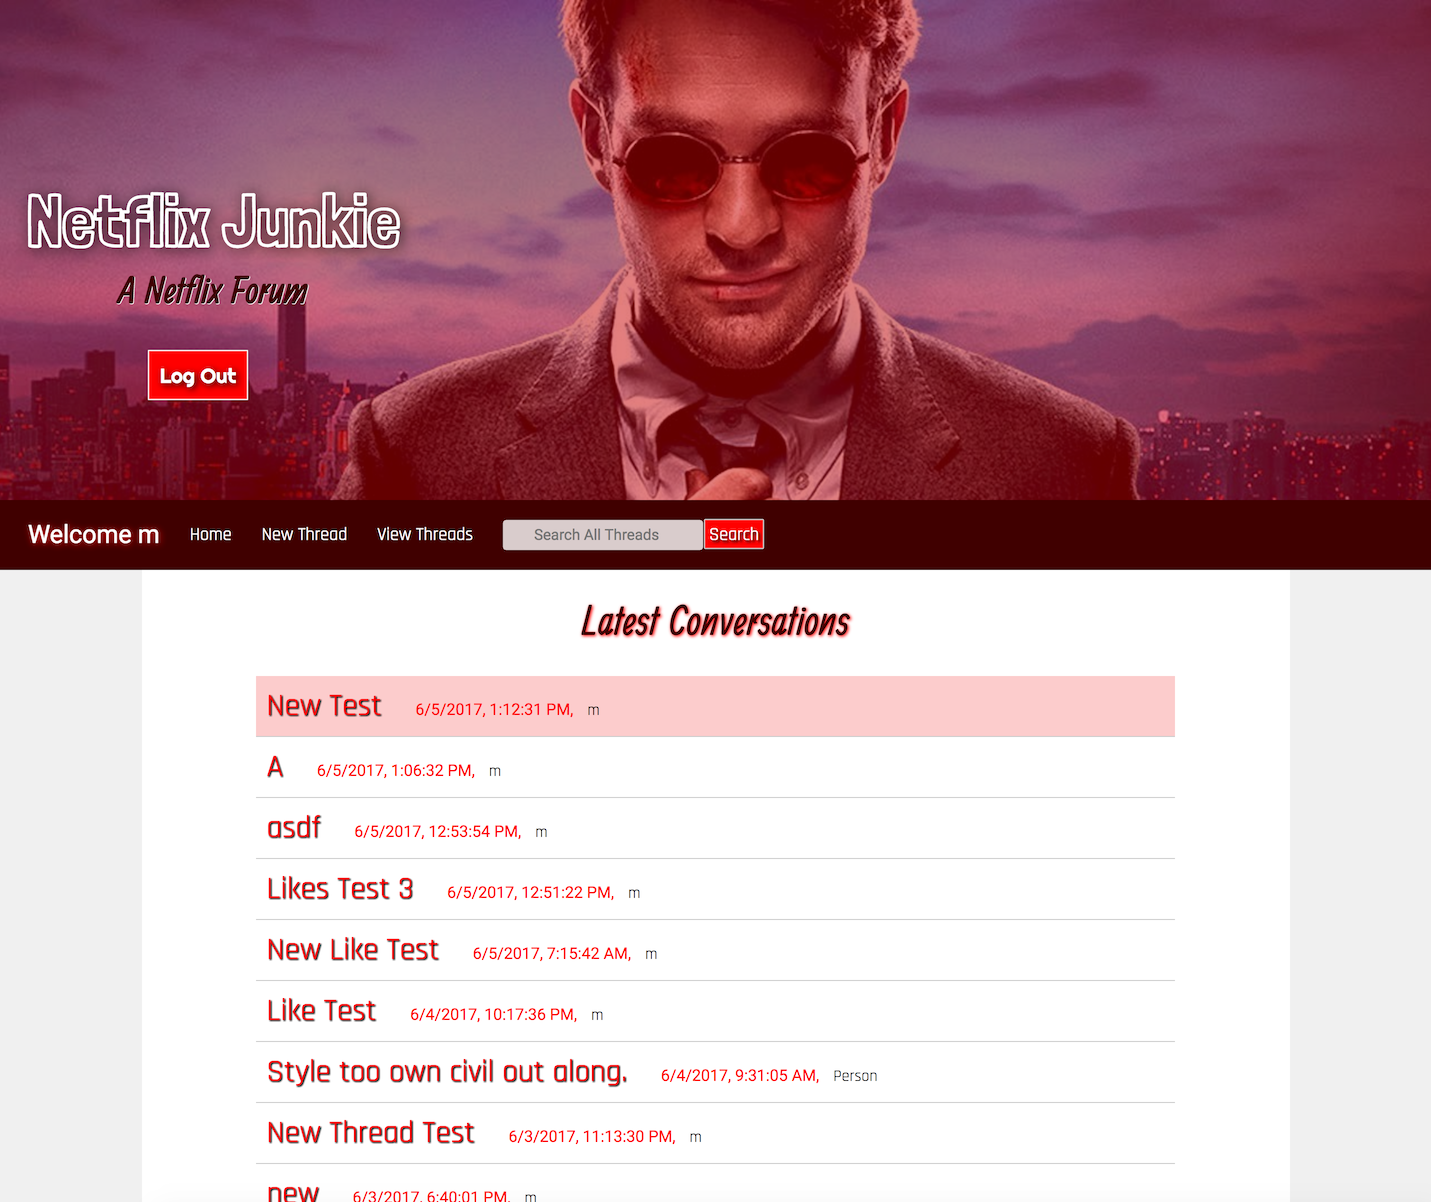 Netflix Junkie
A Netflix Forum
Log Out
Welcome m Home New Thread View Threads Search All Threads Search
Latest Conversations
New Test 6/5/2017, 1:12:31 PM, m
A 6/5/2017, 1:06:32 PM, m
asdf 6/5/2017, 12:53:54 PM, m
Likes Test 3 6/5/2017, 12:51:22 PM, m
New Like Test 6/5/2017, 7:15:42 AM, m
Like Test 6/4/2017, 10:17:36 PM, m
Style too own civil out along. 6/4/2017, 9:31:05 AM, Person
New Thread Test 6/3/2017, 11:13:30 PM, m
new 6/3/2017, 6:40:01 PM, m